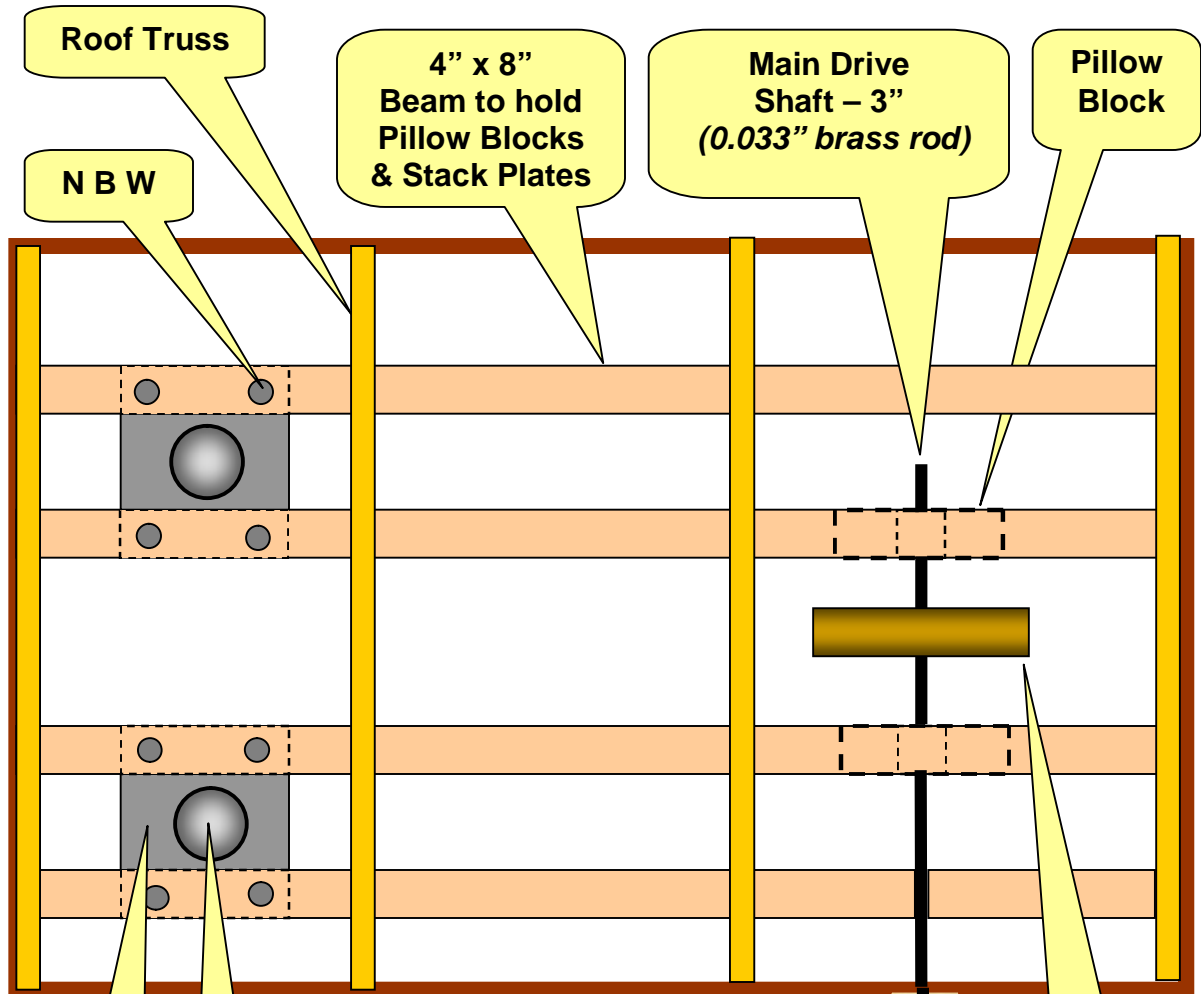 Roof Truss
4” x 8”
Beam to hold
Pillow Blocks
& Stack Plates
Main Drive
Shaft – 3”
(0.033” brass rod)
Pillow
Block
N B W